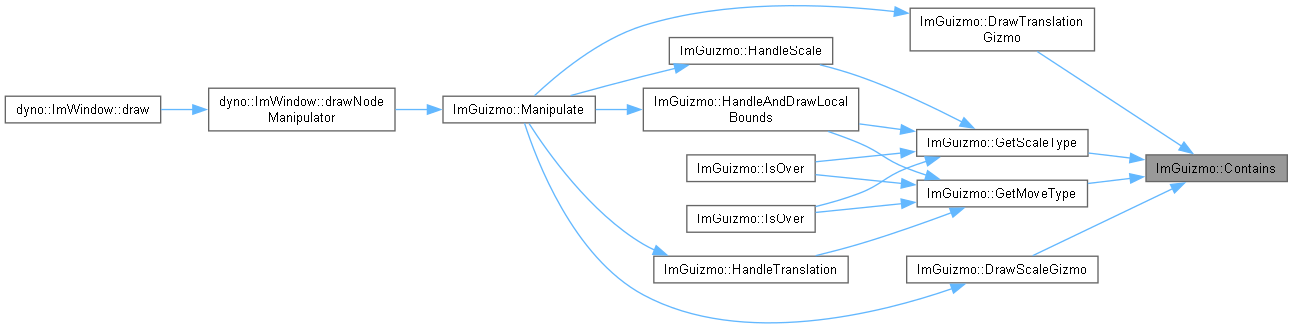 dyno::ImWindow::draw
dyno::ImWindow::drawNode
Manipulator
ImGuizmo::Manipulate
ImGuizmo::DrawTranslation
Gizmo
ImGuizmo::HandleScale
ImGuizmo::HandleAndDrawLocal
Bounds
ImGuizmo::IsOver
ImGuizmo::IsOver
ImGuizmo::HandleTranslation
ImGuizmo::GetScaleType
ImGuizmo::GetMoveType
ImGuizmo::DrawScaleGizmo
ImGuizmo::Contains